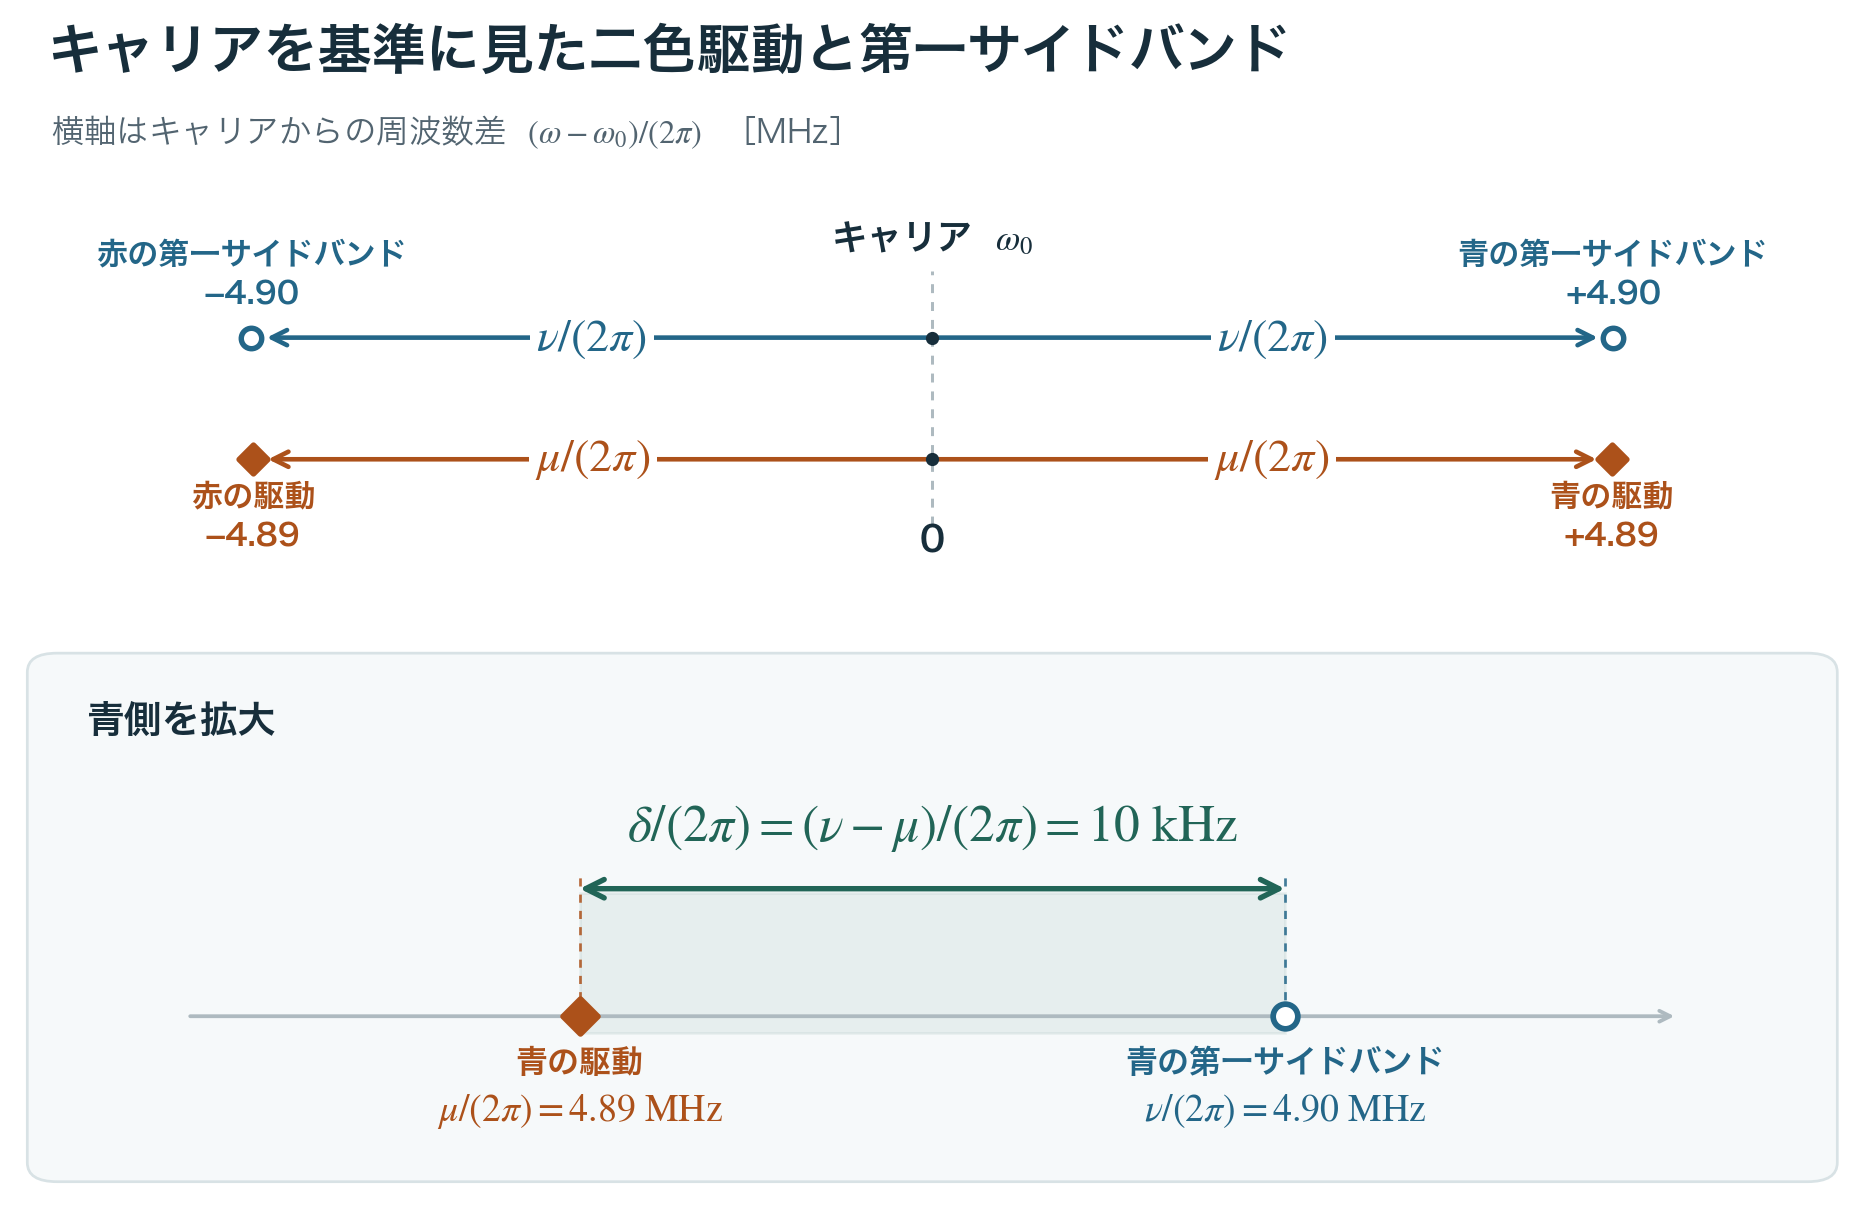 キャリアを基準に見た二色駆動と第一サイドバンド
横軸はキャリアからの周波数差 (ω − ω₀)/(2π) [MHz]
キャリア ω₀
赤の第一サイドバンド
−4.90
青の第一サイドバンド
+4.90
ν/(2π)
ν/(2π)
μ/(2π)
μ/(2π)
赤の駆動
−4.89
0
青の駆動
+4.89
青側を拡大
δ/(2π) = (ν − μ)/(2π) = 10 kHz
青の駆動
μ/(2π) = 4.89 MHz
青の第一サイドバンド
ν/(2π) = 4.90 MHz